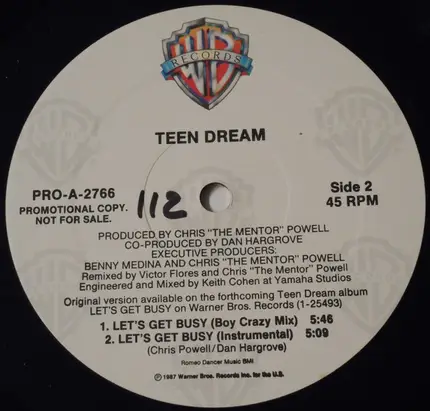 WB
RECORDS
TEEN DREAM
PRO-A-2766
PROMOTIONAL COPY.
NOT FOR SALE.
112
Side 2
45 RPM
PRODUCED BY CHRIS "THE MENTOR" POWELL
CO-PRODUCED BY DAN HARGROVE
EXECUTIVE PRODUCERS:
BENNY MEDINA AND CHRIS "THE MENTOR" POWELL
Remixed by Victor Flores and Chris "The Mentor" Powell
Engineered and Mixed by Keith Cohen at Yamaha Studios
Original version available on the forthcoming Teen Dream album
LET'S GET BUSY on Warner Bros. Records (1-25493)
1. LET'S GET BUSY (Boy Crazy Mix) 5:46
2. LET'S GET BUSY (Instrumental) 5:09
(Chris Powell/Dan Hargrove)
Romeo Dancer Music BMI
℗1987 Warner Bros. Records Inc. for the U.S.